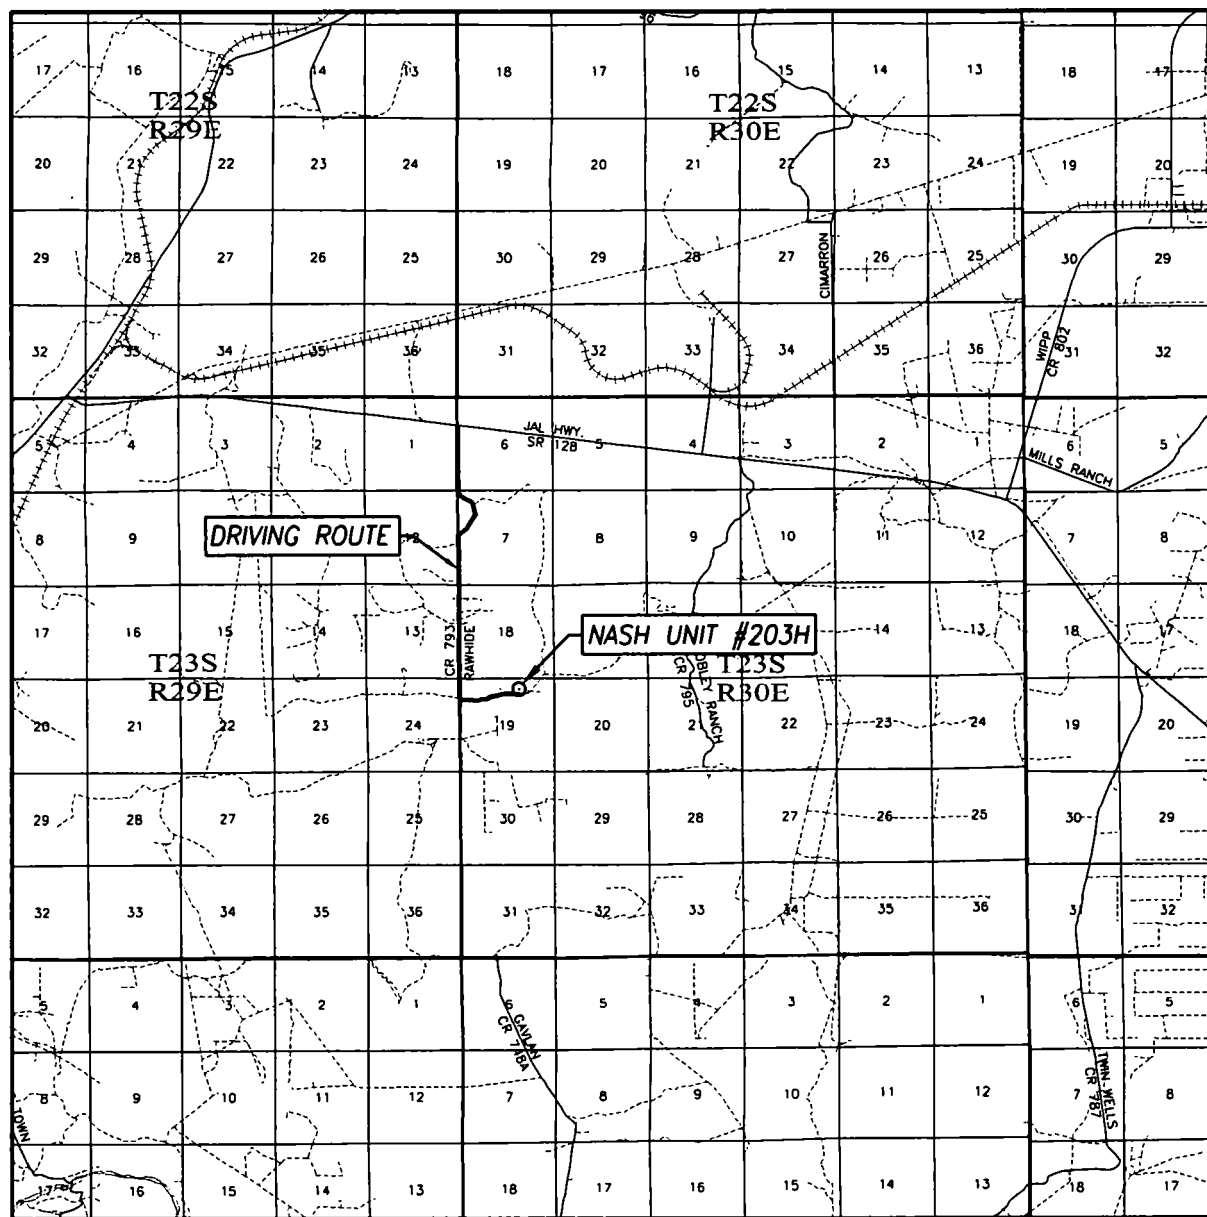 17 16 15 14 13 18 17 16 15 14 13 18 17
T22S T22S
R29E R30E
20 21 22 23 24 19 20 21 22 23 24 19 20
29 28 27 26 25 30 29 28 27 26 25 30 29
CIMARRON
32 33 34 35 36 31 32 33 34 35 36 31 32
WIPP
CR 802
JAL HWY.
SR 128
5 4 3 2 1 6 5 4 3 2 1 6 5
MILLS RANCH
DRIVING ROUTE
8 9 12 7 8 9 10 11 12 7 8
NASH UNIT #203H
17 16 15 14 13 18 14 13 18 17
CR 793
RAWHIDE
T23S T23S
R29E R30E
OBLEY RANCH
CR 795
20 21 22 23 24 19 20 21 22 23 24 19 20
29 28 27 26 25 30 29 28 27 26 25 30 29
32 33 34 35 36 31 32 33 34 35 36 31 32
5 4 3 2 1 6 5 4 3 2 1 6 5
GAVLAN
CR 748A
8 9 10 11 12 7 8 9 10 11 12 7 8
TWIN-WELLS
CR 787
TOWN
17 16 15 14 13 18 17 16 15 14 13 18 17